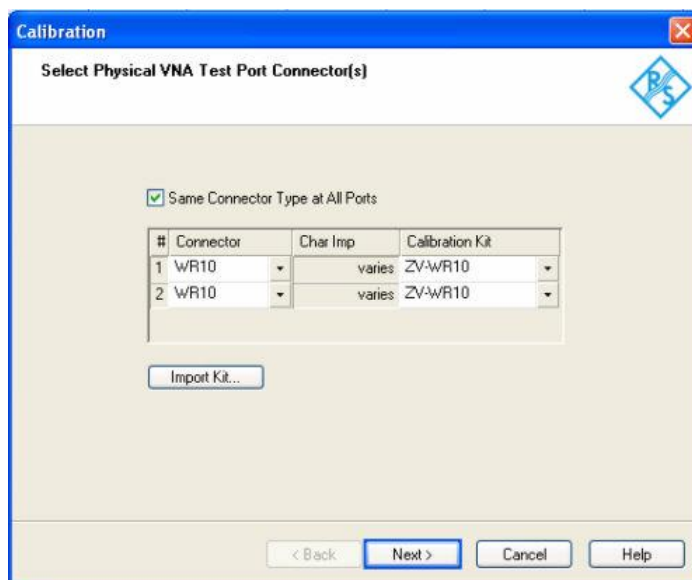 Calibration
Select Physical VNA Test Port Connector(s)
R S
Same Connector Type at All Ports
# Connector Char Imp Calibration Kit
1 WR10 varies ZV-WR10
2 WR10 varies ZV-WR10
Import Kit...
< Back Next > Cancel Help